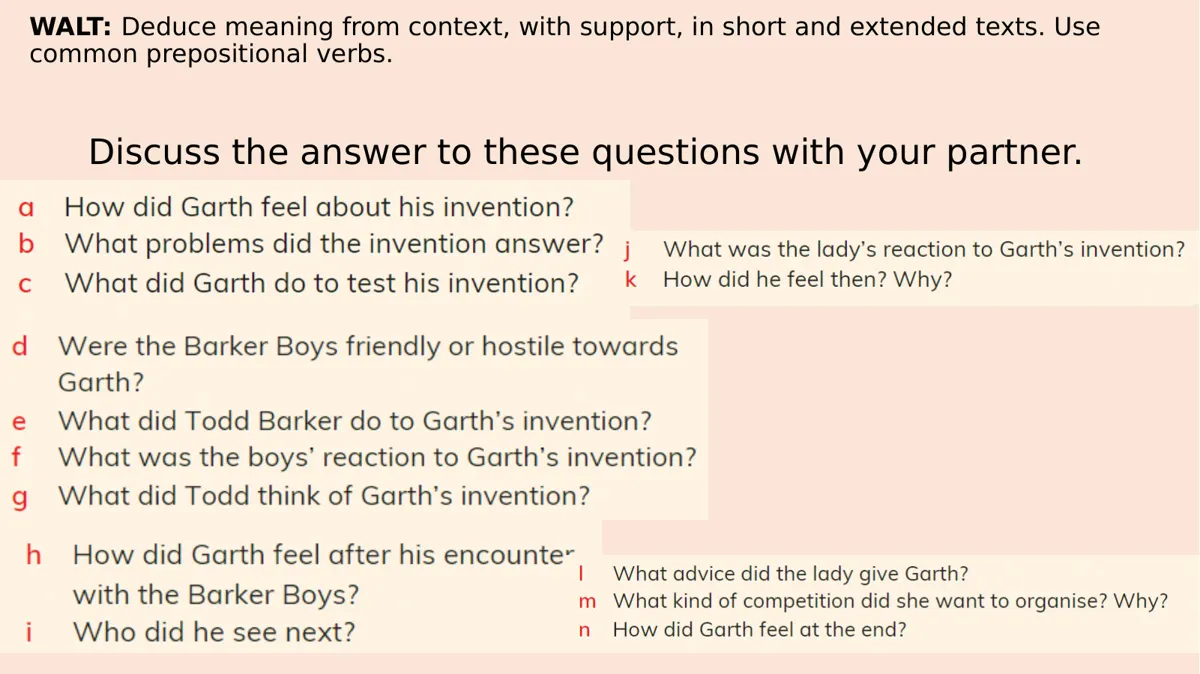 WALT: Deduce meaning from context, with support, in short and extended texts. Use
common prepositional verbs.
Discuss the answer to these questions with your partner.
a How did Garth feel about his invention?
b What problems did the invention answer?
c What did Garth do to test his invention?
d Were the Barker Boys friendly or hostile towards
Garth?
e What did Todd Barker do to Garth's invention?
f What was the boys' reaction to Garth's invention?
g What did Todd think of Garth's invention?
h How did Garth feel after his encounter
with the Barker Boys?
i Who did he see next?
j What was the lady's reaction to Garth's invention?
k How did he feel then? Why?
l What advice did the lady give Garth?
m What kind of competition did she want to organise? Why?
n How did Garth feel at the end?